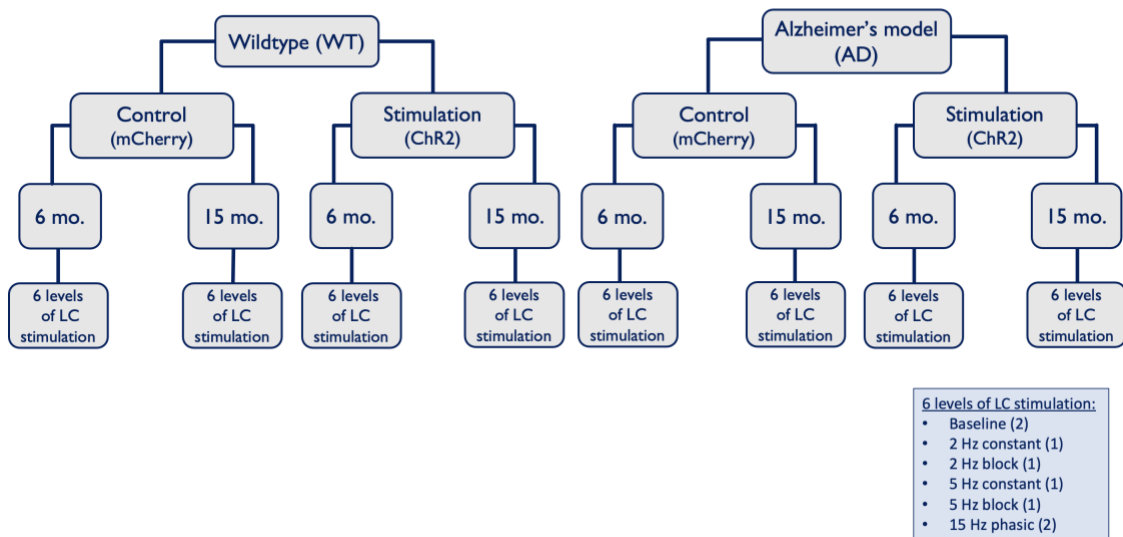 Wildtype (WT)
Alzheimer's model
(AD)
Control
(mCherry)
Stimulation
(ChR2)
Control
(mCherry)
Stimulation
(ChR2)
6 mo.
15 mo.
6 mo.
15 mo.
6 mo.
15 mo.
6 mo.
15 mo.
6 levels
of LC
stimulation
6 levels
of LC
stimulation
6 levels
of LC
stimulation
6 levels
of LC
stimulation
6 levels
of LC
stimulation
6 levels
of LC
stimulation
6 levels
of LC
stimulation
6 levels
of LC
stimulation
6 levels of LC stimulation:
• Baseline (2)
• 2 Hz constant (1)
• 2 Hz block (1)
• 5 Hz constant (1)
• 5 Hz block (1)
• 15 Hz phasic (2)